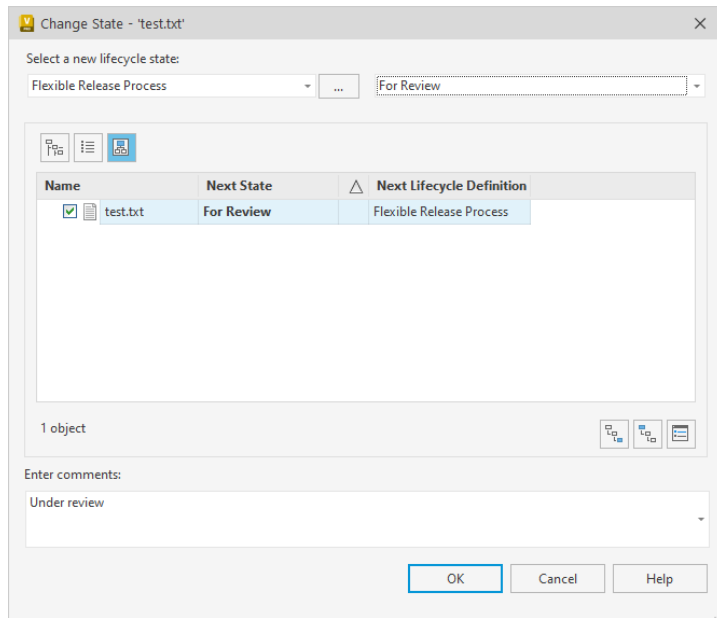 Change State - 'test.txt'
Select a new lifecycle state:
Flexible Release Process ... For Review
Name Next State Next Lifecycle Definition
test.txt For Review Flexible Release Process
1 object
Enter comments:
Under review
OK Cancel Help